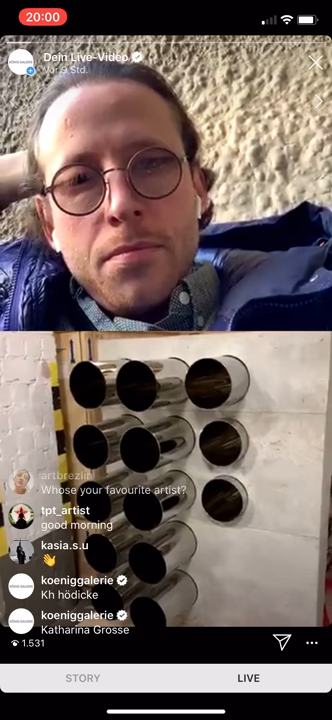 20:00
Dein Live-Video
Vor 9 Std.
artbrezlini
Whose your favourite artist?
tpt_artist
good morning
kasia.s.u
👋
koeniggalerie
Kh hödicke
koeniggalerie
Katharina Grosse
1.531
STORY
LIVE